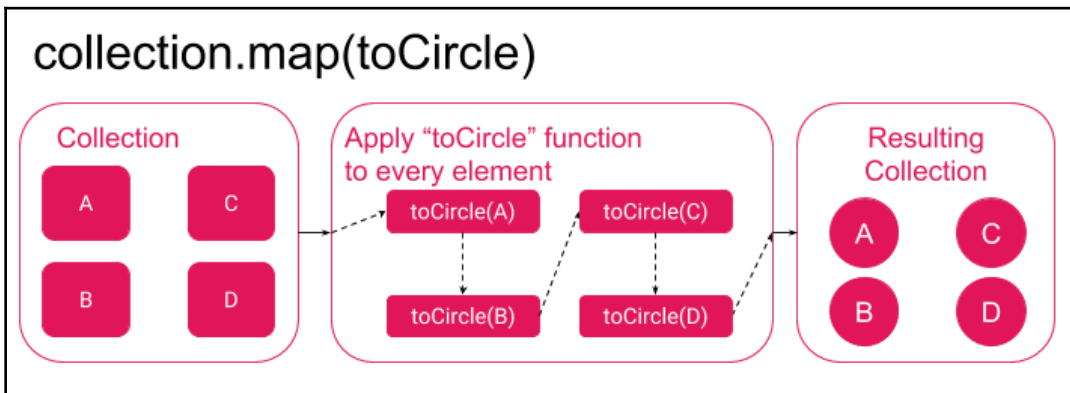 collection.map(toCircle)
Collection
A
C
B
D
Apply “toCircle” function
to every element
toCircle(A)
toCircle(C)
toCircle(B)
toCircle(D)
Resulting
Collection
A
C
B
D